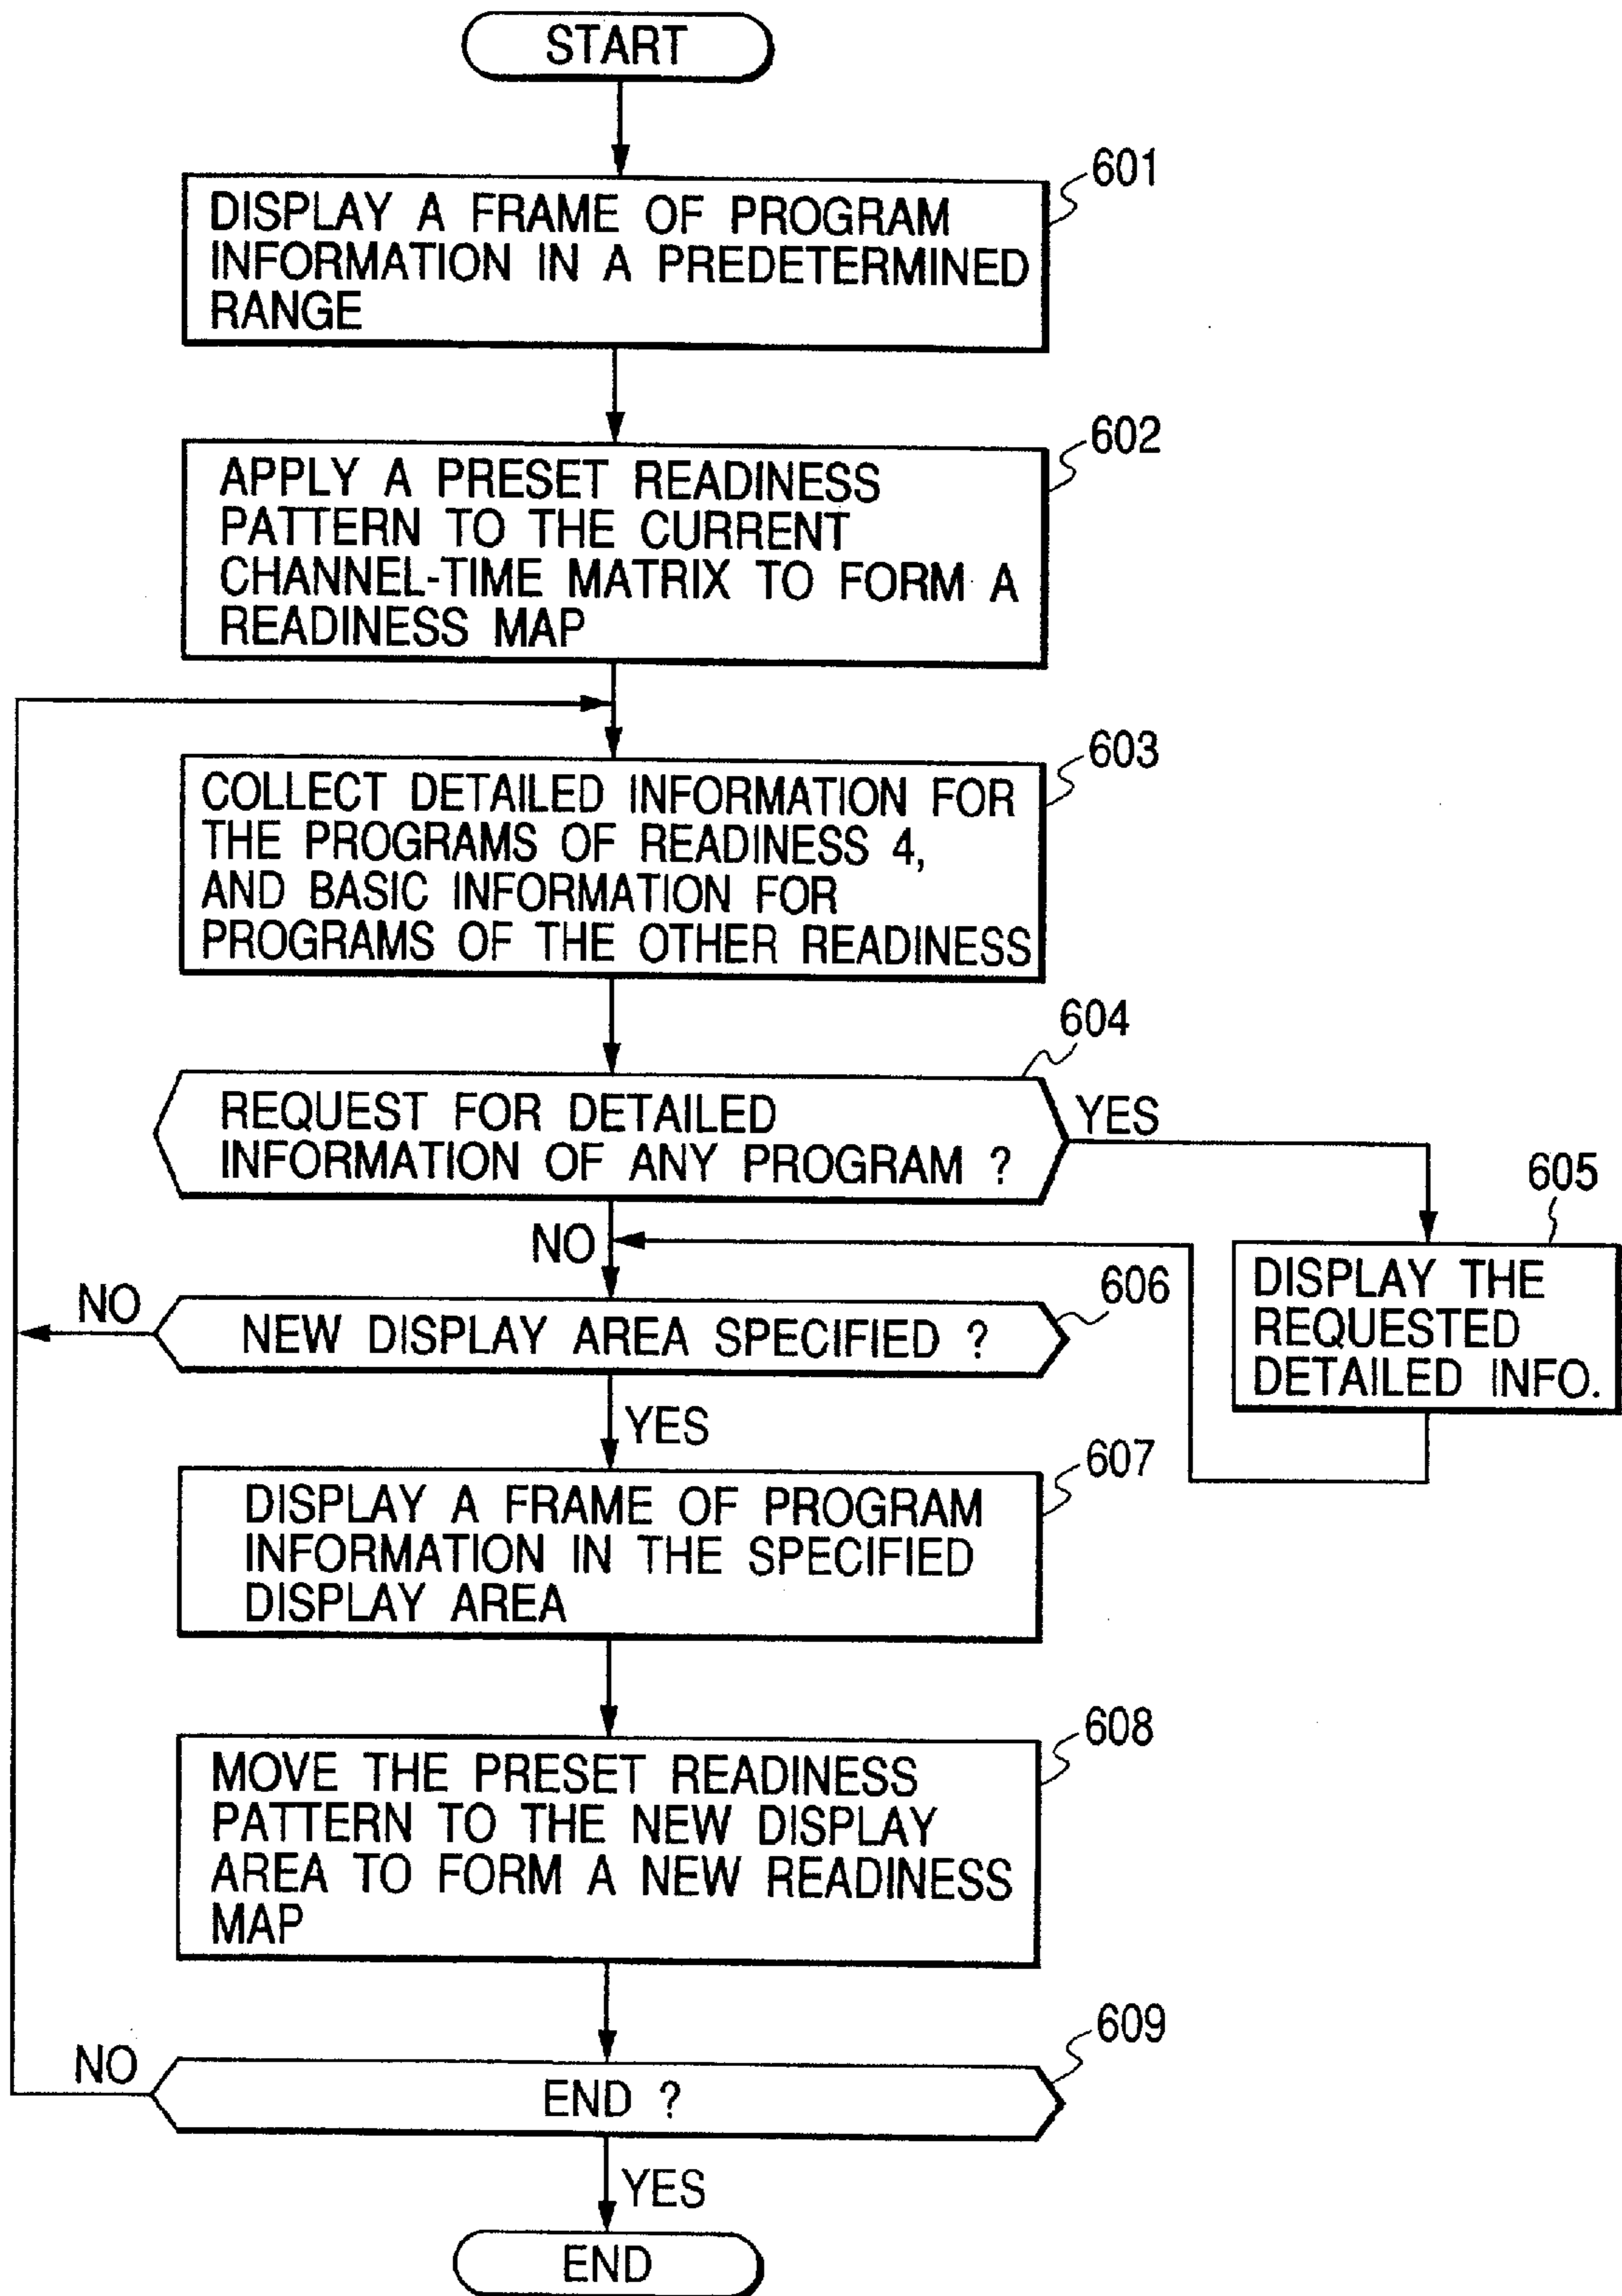 START
601
DISPLAY A FRAME OF PROGRAM
INFORMATION IN A PREDETERMINED
RANGE
602
APPLY A PRESET READINESS
PATTERN TO THE CURRENT
CHANNEL-TIME MATRIX TO FORM A
READINESS MAP
603
COLLECT DETAILED INFORMATION FOR
THE PROGRAMS OF READINESS 4,
AND BASIC INFORMATION FOR
PROGRAMS OF THE OTHER READINESS
604
REQUEST FOR DETAILED
INFORMATION OF ANY PROGRAM ?
YES
605
DISPLAY THE
REQUESTED
DETAILED INFO.
NO
606
NO
NEW DISPLAY AREA SPECIFIED ?
YES
607
DISPLAY A FRAME OF PROGRAM
INFORMATION IN THE SPECIFIED
DISPLAY AREA
608
MOVE THE PRESET READINESS
PATTERN TO THE NEW DISPLAY
AREA TO FORM A NEW READINESS
MAP
609
NO
END ?
YES
END